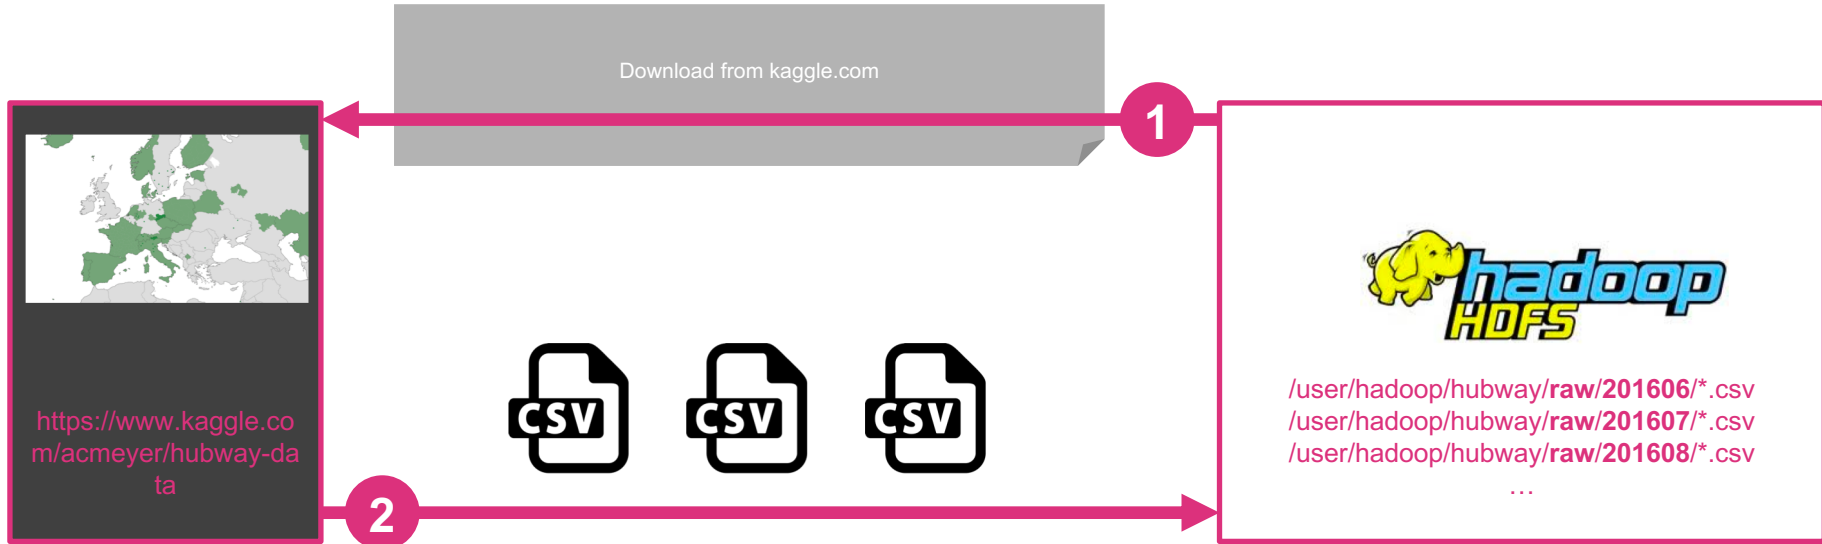 Download from kaggle.com
1
https://www.kaggle.co
m/acmeyer/hubway-da
ta
CSV
CSV
CSV
2
hadoop
HDFS
/user/hadoop/hubway/raw/201606/*.csv
/user/hadoop/hubway/raw/201607/*.csv
/user/hadoop/hubway/raw/201608/*.csv
…